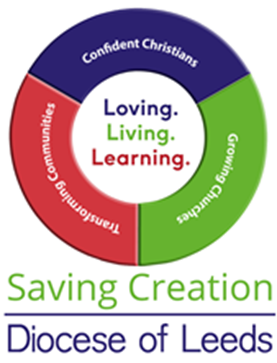 Confident Christians
Loving.
Living.
Learning.
Transforming Communities
Growing Churches
Saving Creation
Diocese of Leeds